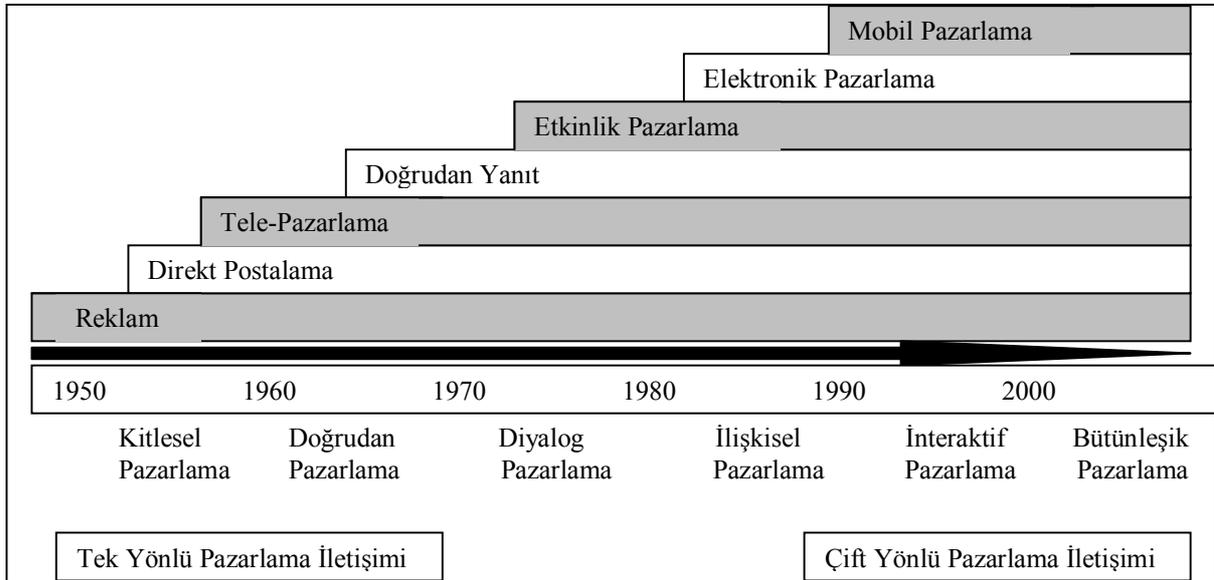 Mobil Pazarlama
Elektronik Pazarlama
Etkinlik Pazarlama
Doğrudan Yanıt
Tele-Pazarlama
Direkt Postalama
Reklam
1950 1960 1970 1980 1990 2000
Kitlesel Doğrudan Diyalog İlişkisel İnteraktif Bütünleşik
Pazarlama Pazarlama Pazarlama Pazarlama Pazarlama Pazarlama
Tek Yönlü Pazarlama İletişimi Çift Yönlü Pazarlama İletişimi